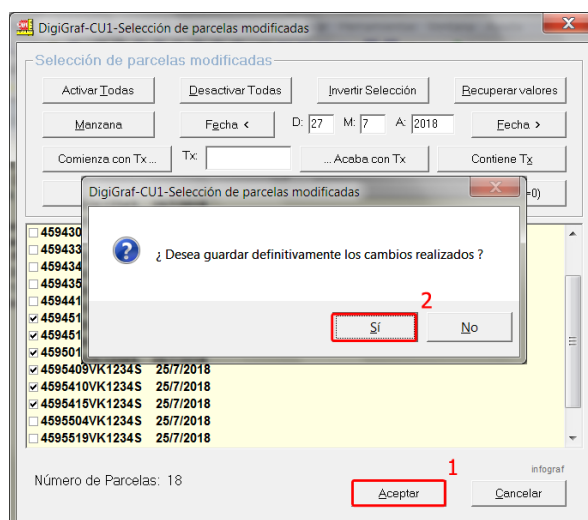 DigiGraf-CU1-Selección de parcelas modificadas
X
Selección de parcelas modificadas
Activar Todas Desactivar Todas Invertir Selección Recuperar valores
Manzana Fecha < D: 27 M: 7 A: 2018 Fecha >
Comienza con Tx... Tx: ... Acaba con Tx Contiene Tx
DigiGraf-CU1-Selección de parcelas modificadas
=0)
¿ Desea guardar definitivamente los cambios realizados ?
2
Sí No
459430
459433
459434
459435
459441
459451
459451
459501
4595409VK1234S 25/7/2018
4595410VK1234S 25/7/2018
4595415VK1234S 25/7/2018
4595504VK1234S 25/7/2018
4595519VK1234S 25/7/2018
Número de Parcelas: 18
1
infograf
Aceptar Cancelar